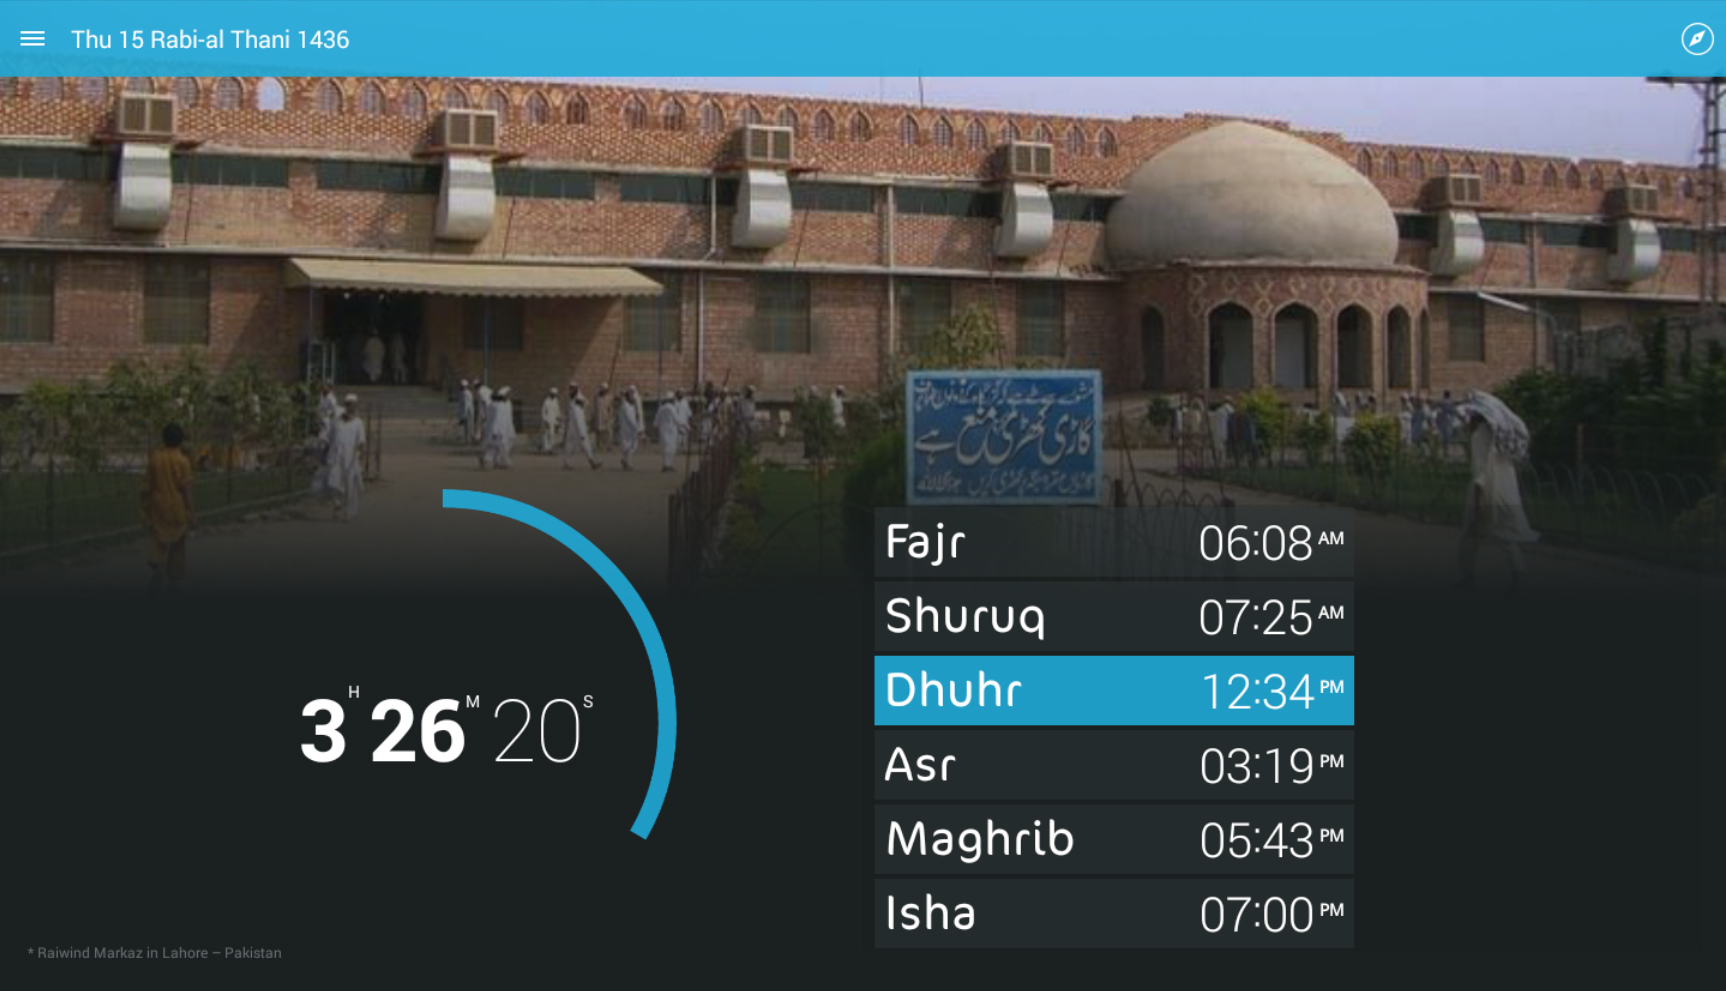 Thu 15 Rabi-al Thani 1436
گاڑی کھڑی کرنا منع ہے
Fajr 06:08 AM
Shuruq 07:25 AM
Dhuhr 12:34 PM
Asr 03:19 PM
Maghrib 05:43 PM
Isha 07:00 PM
3 H 26 M 20 S
* Raiwind Markaz in Lahore – Pakistan